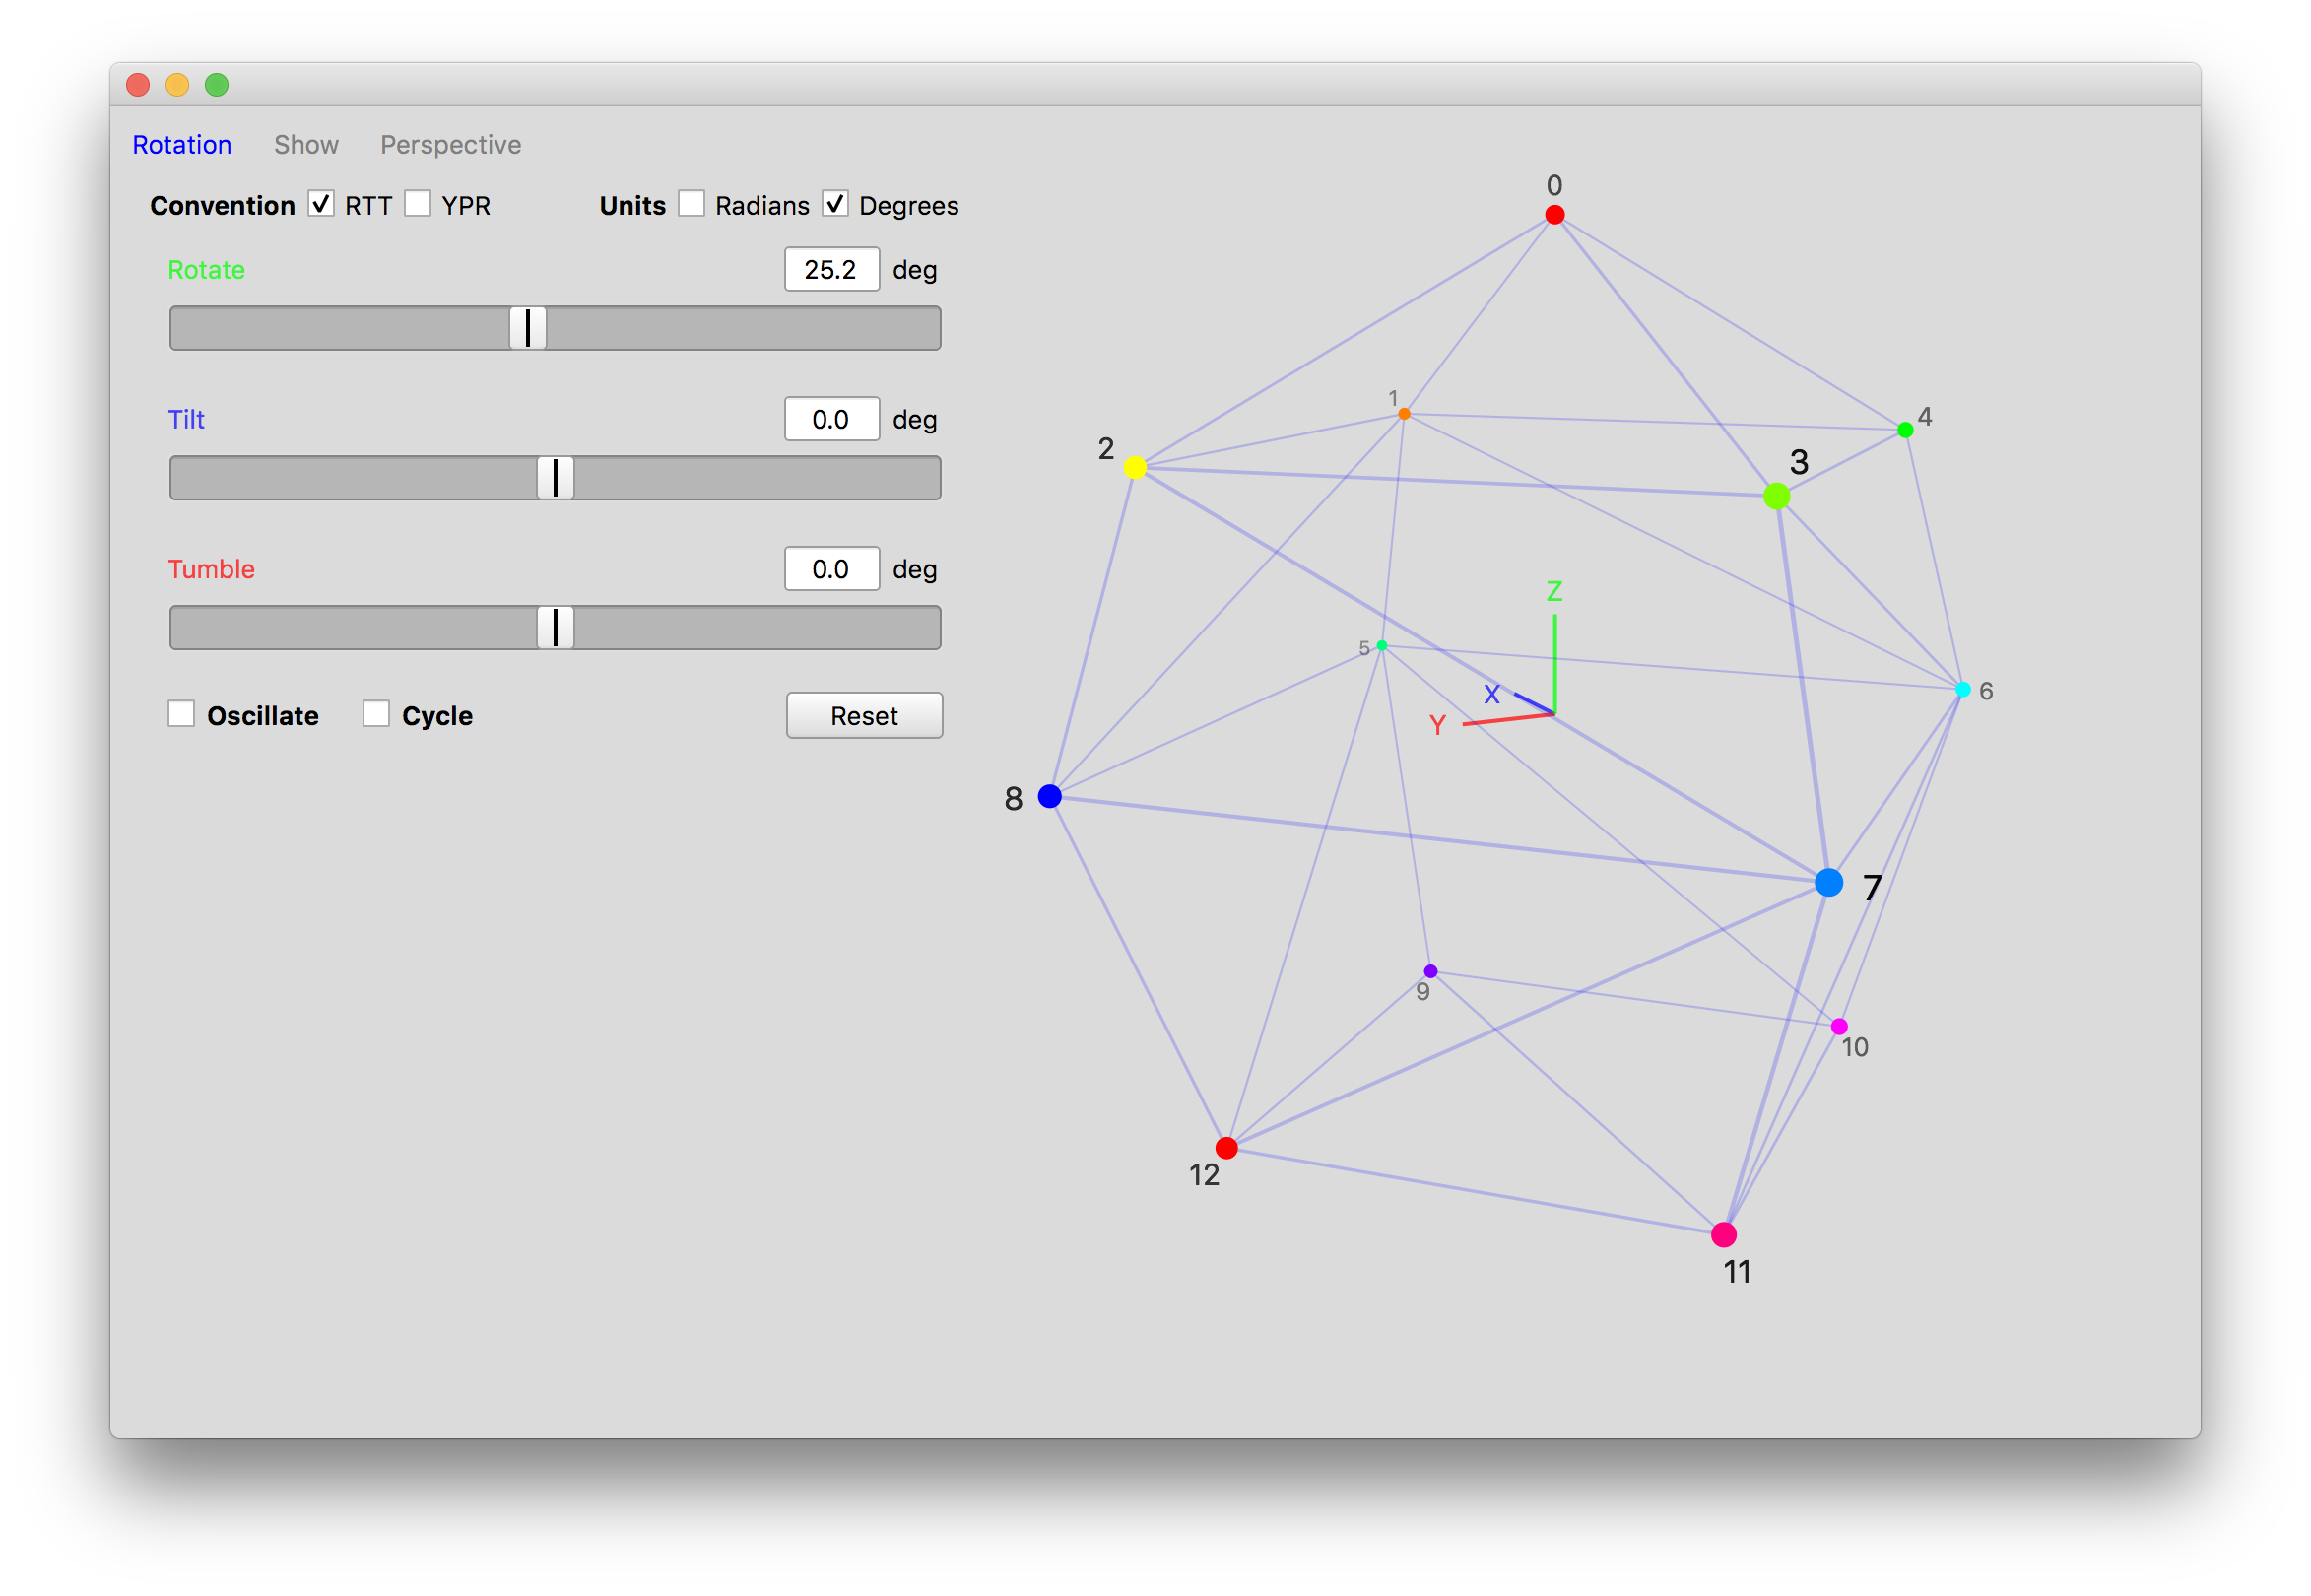 Rotation Show Perspective
Convention RTT YPR Units Radians Degrees
Rotate 25.2 deg
Tilt 0.0 deg
Tumble 0.0 deg
Oscillate Cycle Reset
0
1
4
2
3
Z
5
X
6
Y
8
7
9
10
12
11